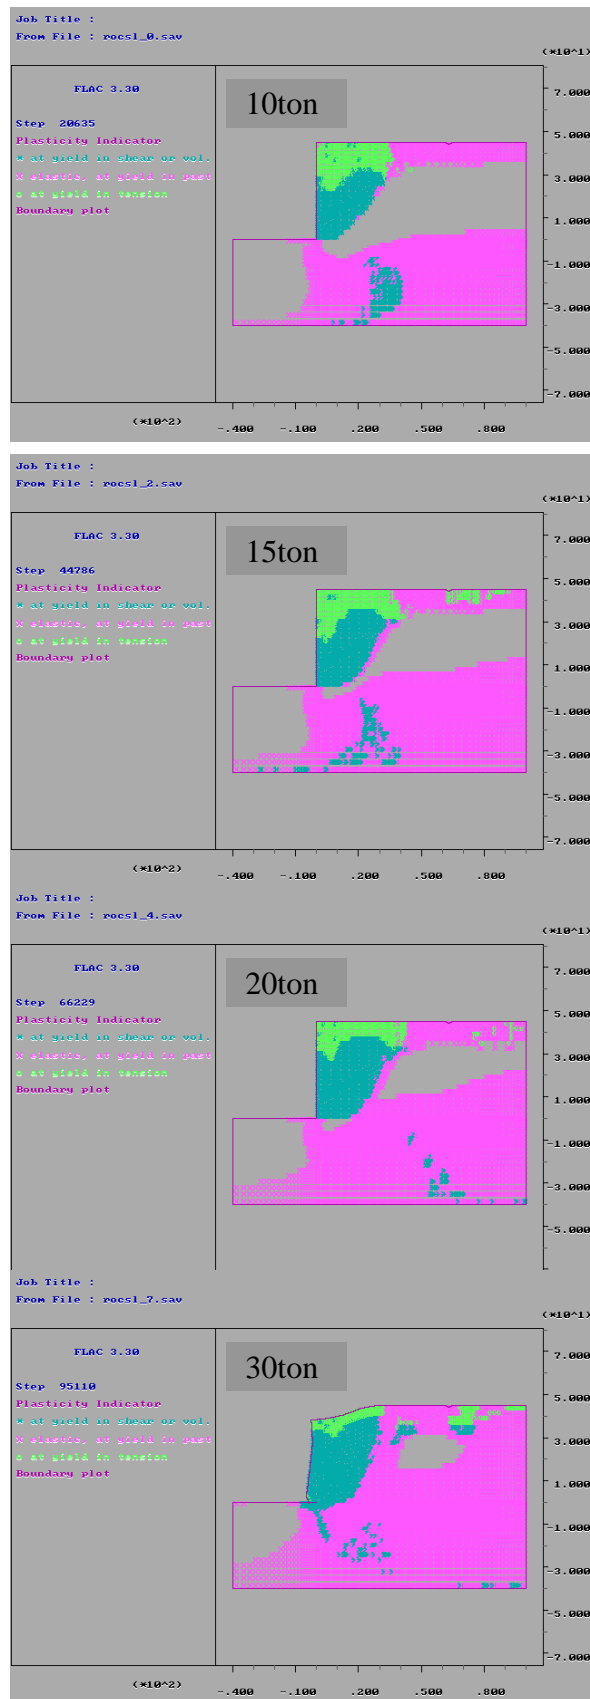 Job Title :
From File : rocsl_0.sav
(*10^1)
FLAC 3.30
10ton
7.000
Step 20635
Plasticity Indicator
* at yield in shear or vol.
X elastic, at yield in past
o at yield in tension
Boundary plot
5.000
3.000
1.000
-1.000
-3.000
-5.000
-7.000
(*10^2)
-.400 -.100 .200 .500 .800
Job Title :
From File : rocsl_2.sav
(*10^1)
FLAC 3.30
15ton
7.000
Step 44786
Plasticity Indicator
* at yield in shear or vol.
X elastic, at yield in past
o at yield in tension
Boundary plot
5.000
3.000
1.000
-1.000
-3.000
-5.000
-7.000
(*10^2)
-.400 -.100 .200 .500 .800
Job Title :
From File : rocsl_4.sav
(*10^1)
FLAC 3.30
20ton
7.000
Step 66229
Plasticity Indicator
* at yield in shear or vol.
X elastic, at yield in past
o at yield in tension
Boundary plot
5.000
3.000
1.000
-1.000
-3.000
-5.000
Job Title :
From File : rocsl_7.sav
(*10^1)
FLAC 3.30
30ton
7.000
Step 95110
Plasticity Indicator
* at yield in shear or vol.
X elastic, at yield in past
o at yield in tension
Boundary plot
5.000
3.000
1.000
-1.000
-3.000
-5.000
-7.000
(*10^2)
-.400 -.100 .200 .500 .800